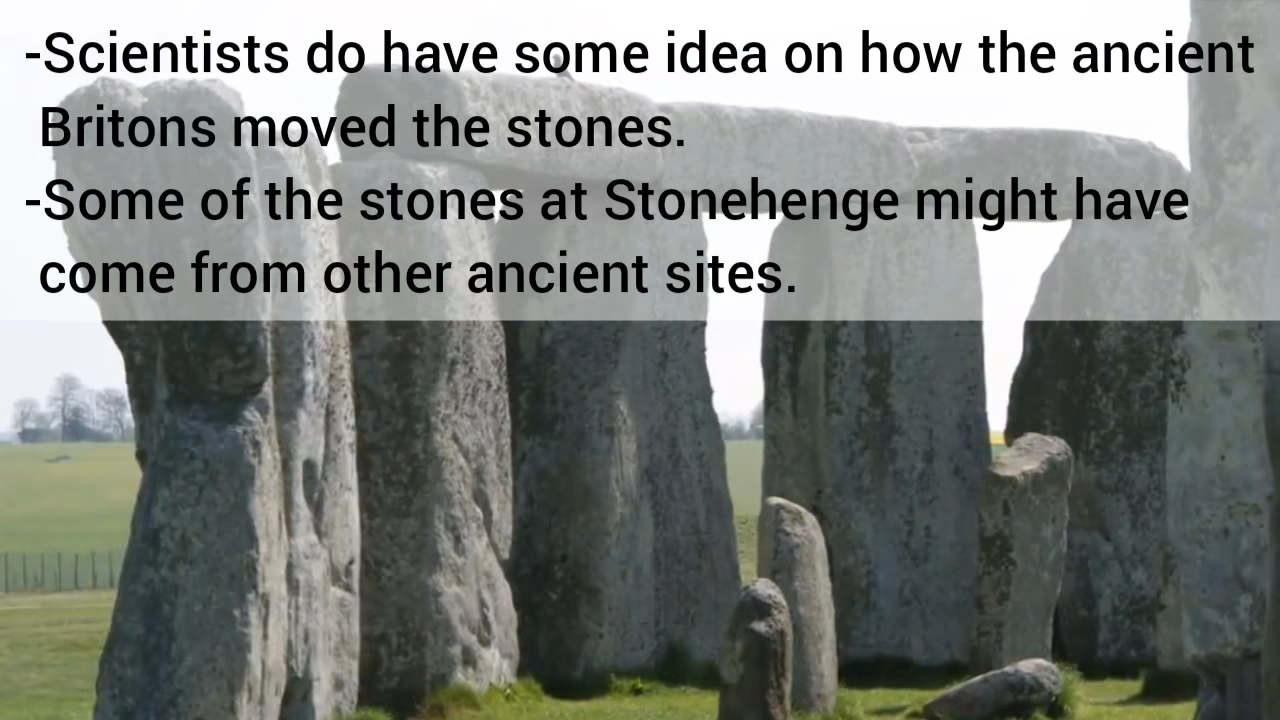 -Scientists do have some idea on how the ancient
Britons moved the stones.
-Some of the stones at Stonehenge might have
come from other ancient sites.